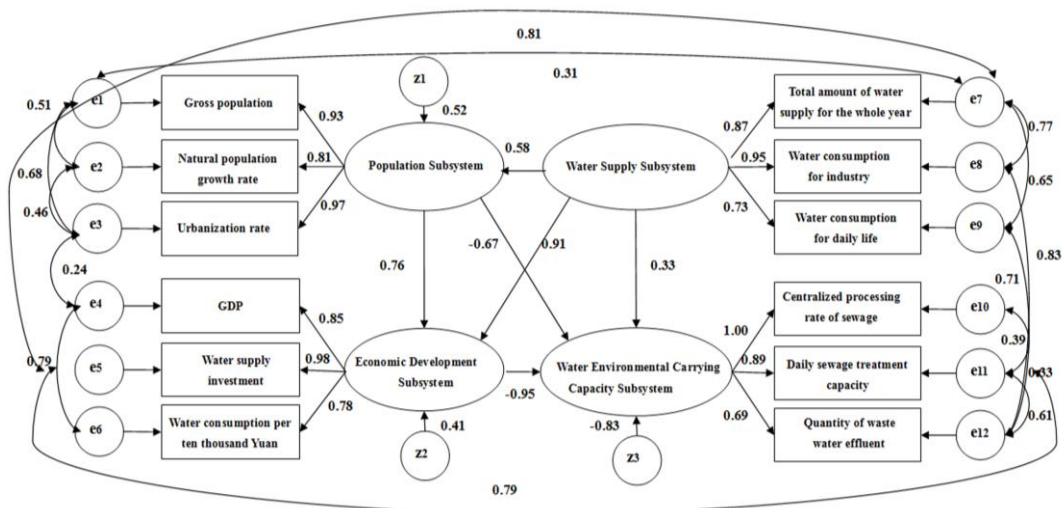 0.81
0.31
z1
0.51
e1
Gross population
0.93
0.52
Total amount of water
supply for the whole year
e7
0.87
0.77
e2
Natural population
growth rate
0.81
Population Subsystem
0.58
Water Supply Subsystem
0.95
Water consumption
for industry
e8
0.68
0.46
0.65
e3
Urbanization rate
0.97
0.73
Water consumption
for daily life
e9
-0.67
0.91
0.83
0.24
0.76
0.33
0.71
e4
GDP
0.85
Centralized processing
rate of sewage
e10
1.00
0.39
0.79
e5
Water supply
investment
0.98
Economic Development
Subsystem
Water Environmental Carrying
Capacity Subsystem
0.89
Daily sewage treatment
capacity
e11
0.33
-0.95
0.78
0.69
0.61
e6
Water consumption per
ten thousand Yuan
0.41
-0.83
Quantity of waste
water effluent
e12
z2
z3
0.79